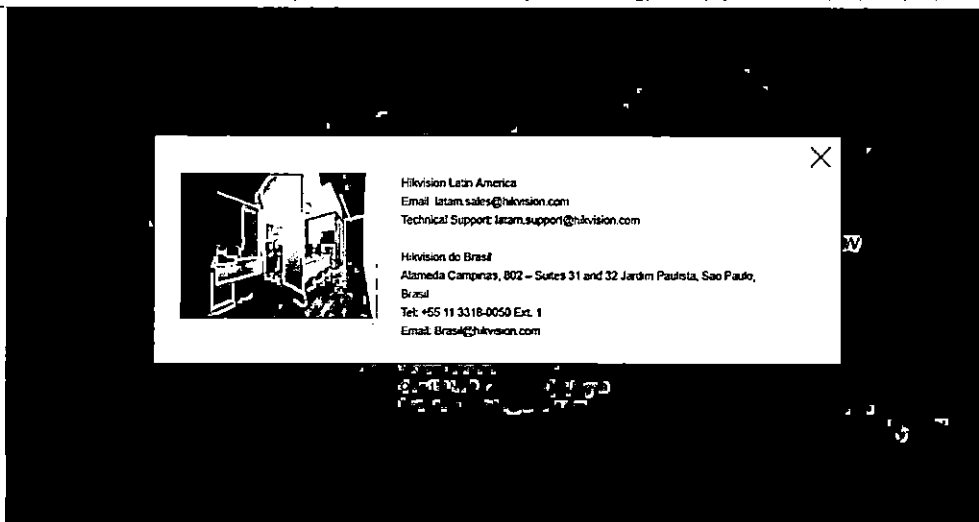 Hikvision Latin America
Email: latam.sales@hikvision.com
Technical Support: latam.support@hikvision.com
Hikvision do Brasil
Alameda Campinas, 802 – Suites 31 and 32 Jardim Paulista, Sao Paulo,
Brasil
Tel: +55 11 3318-0050 Ext. 1
Email: Brasil@hikvision.com